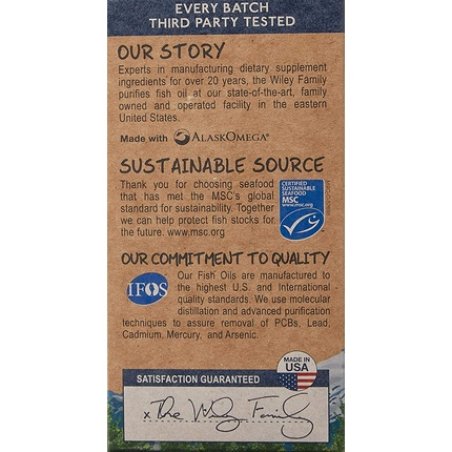 EVERY BATCH
THIRD PARTY TESTED
OUR STORY
Experts in manufacturing dietary supplement
ingredients for over 20 years, the Wiley Family
purifies fish oil at our state-of-the-art, family
owned and operated facility in the eastern
United States.
Made with ALASKOMEGA®
SUSTAINABLE SOURCE
Thank you for choosing seafood
that has met the MSC's global
standard for sustainability. Together
we can help protect fish stocks for
the future. www.msc.org
CERTIFIED
SUSTAINABLE
SEAFOOD
MSC
www.msc.org
OUR COMMITMENT TO QUALITY
IFOS
Our Fish Oils are manufactured to
the highest U.S. and International
quality standards. We use molecular
distillation and advanced purification
techniques to assure removal of PCBs, Lead,
Cadmium, Mercury, and Arsenic.
MADE IN
USA
SATISFACTION GUARANTEED
x The Wiley Family